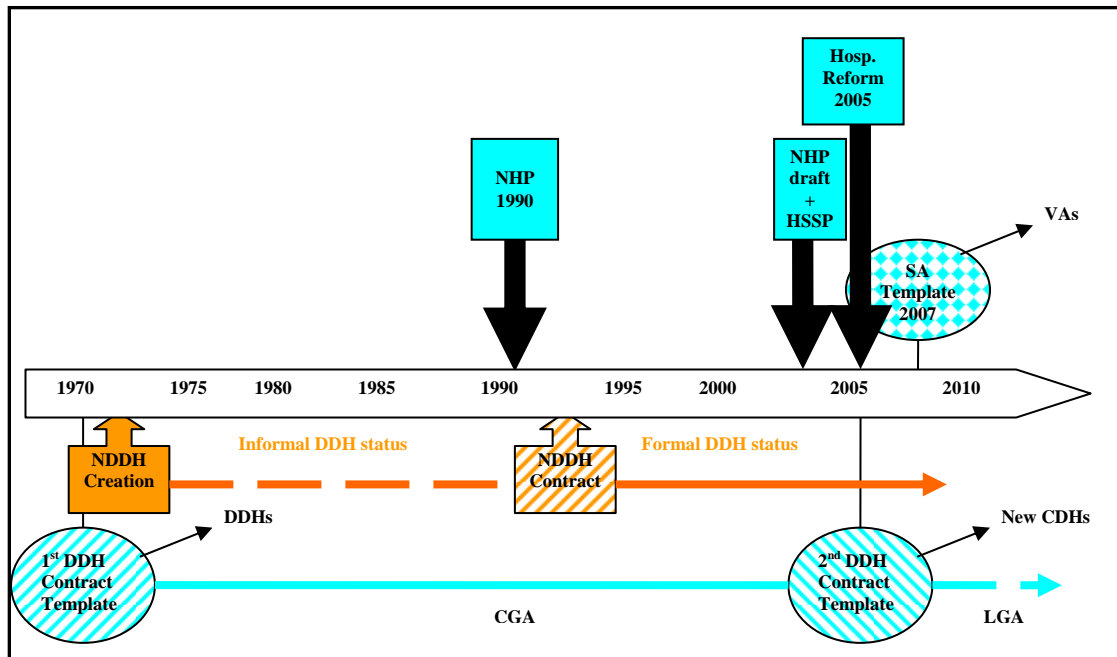 Hosp.
Reform
2005
NHP
1990
NHP
draft
+
HSSP
VAs
SA
Template
2007
1970 1975 1980 1985 1990 1995 2000 2005 2010
Informal DDH status
Formal DDH status
NDDH
Creation
NDDH
Contract
DDHs
New CDHs
1st DDH
Contract
Template
2nd DDH
Contract
Template
CGA
LGA